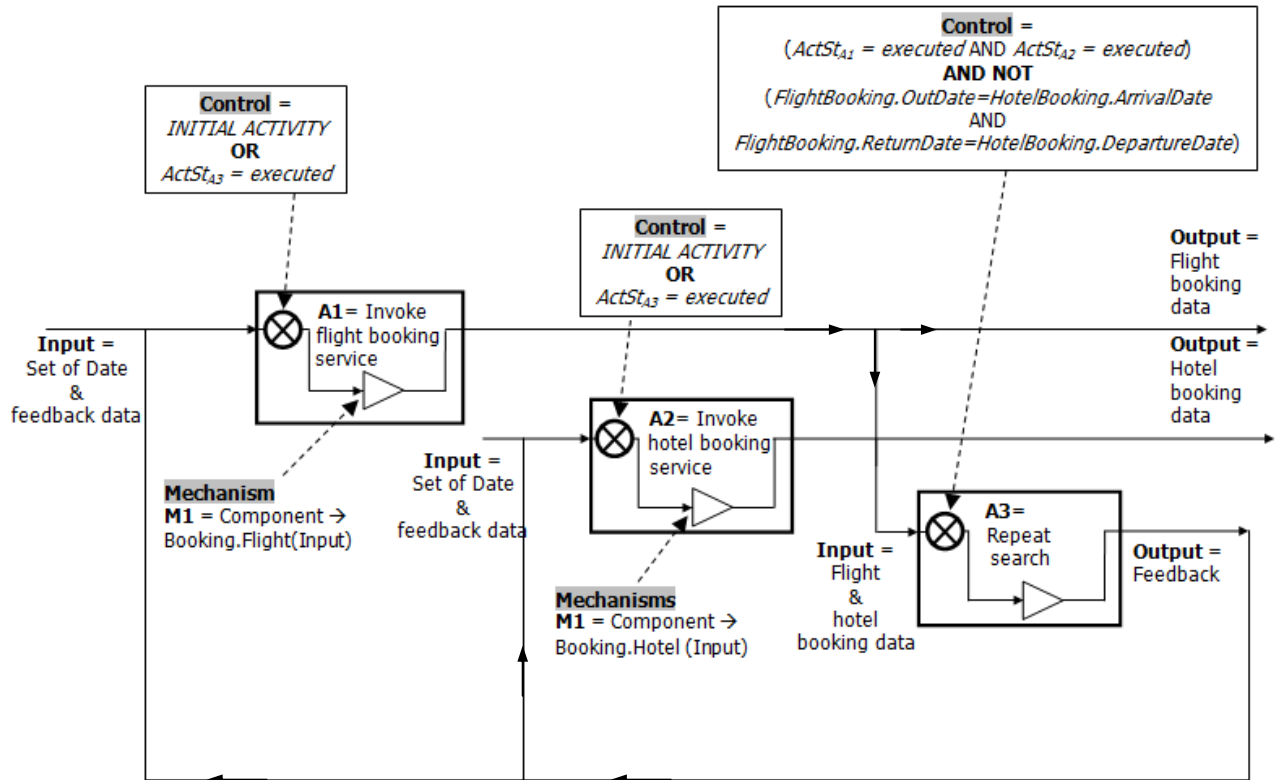 Control =
INITIAL ACTIVITY
OR
ActSt_A3 = executed
Control =
(ActSt_A1 = executed AND ActSt_A2 = executed)
AND NOT
(FlightBooking.OutDate=HotelBooking.ArrivalDate
AND
FlightBooking.ReturnDate=HotelBooking.DepartureDate)
Control =
INITIAL ACTIVITY
OR
ActSt_A3 = executed
Output =
Flight
booking
data
A1= Invoke
flight booking
service
Input =
Set of Date
&
feedback data
Output =
Hotel
booking
data
A2= Invoke
hotel booking
service
Input =
Set of Date
&
feedback data
Mechanism
M1 = Component →
Booking.Flight(Input)
A3=
Repeat
search
Input =
Flight
&
hotel
booking data
Output =
Feedback
Mechanisms
M1 = Component →
Booking.Hotel (Input)